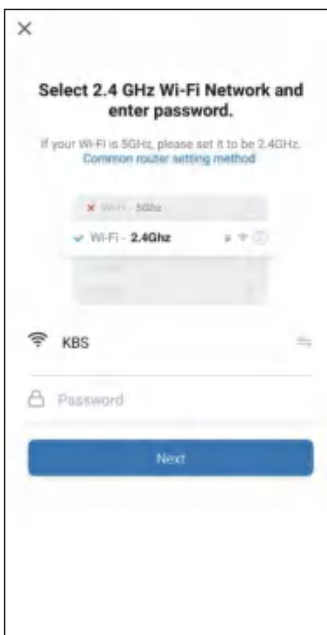 Select 2.4 GHz Wi-Fi Network and
enter password.
If your Wi-Fi is 5GHz, please set it to be 2.4GHz.
Common router setting method
Wi-Fi - 5Ghz
Wi-Fi - 2.4Ghz
KBS
Password
Next